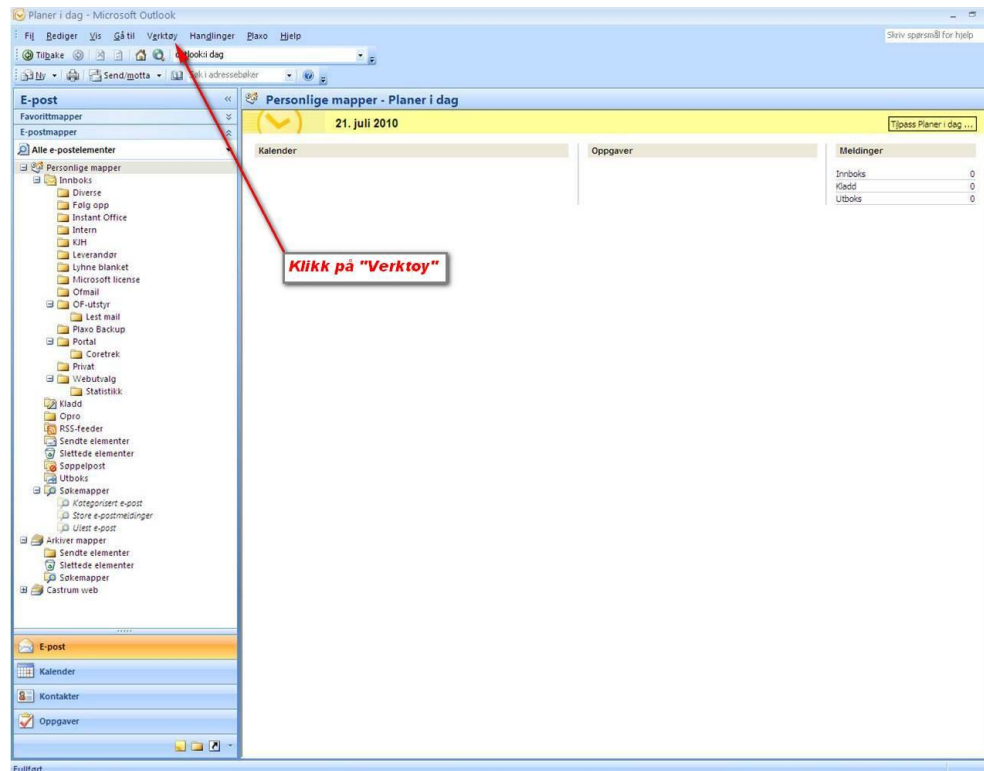 Planer i dag - Microsoft Outlook
Fil Rediger Vis Gå til Verktøy Handlinger Plaxo Hjelp
Skriv spørsmål for hjelp
Tilbake
outlook:i dag
Ny Send/motta Søk i adressebøker
E-post
Favorittmapper
E-postmapper
Alle e-postelementer
Personlige mapper
Innboks
Diverse
Følg opp
Instant Office
Intern
KJH
Leverandør
Lyhne blanket
Microsoft license
Ofmail
OF-utstyr
Lest mail
Plaxo Backup
Portal
Coretrek
Privat
Webutvalg
Statistikk
Kladd
Opro
RSS-feeder
Sendte elementer
Slettede elementer
Søppelpost
Utboks
Søkemapper
Kategorisert e-post
Store e-postmeldinger
Ulest e-post
Arkiver mapper
Sendte elementer
Slettede elementer
Søkemapper
Castrum web
E-post
Kalender
Kontakter
Oppgaver
Personlige mapper - Planer i dag
21. juli 2010
Tilpass Planer i dag ...
Kalender
Oppgaver
Meldinger
Innboks 0
Kladd 0
Utboks 0
Klikk på "Verktoy"
Fullført